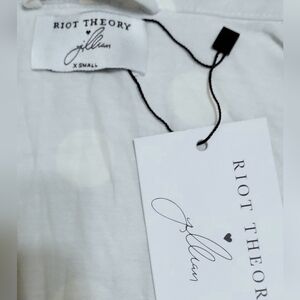 RIOT THEORY
jillian
X SMALL
RIOT THEORY
jillian